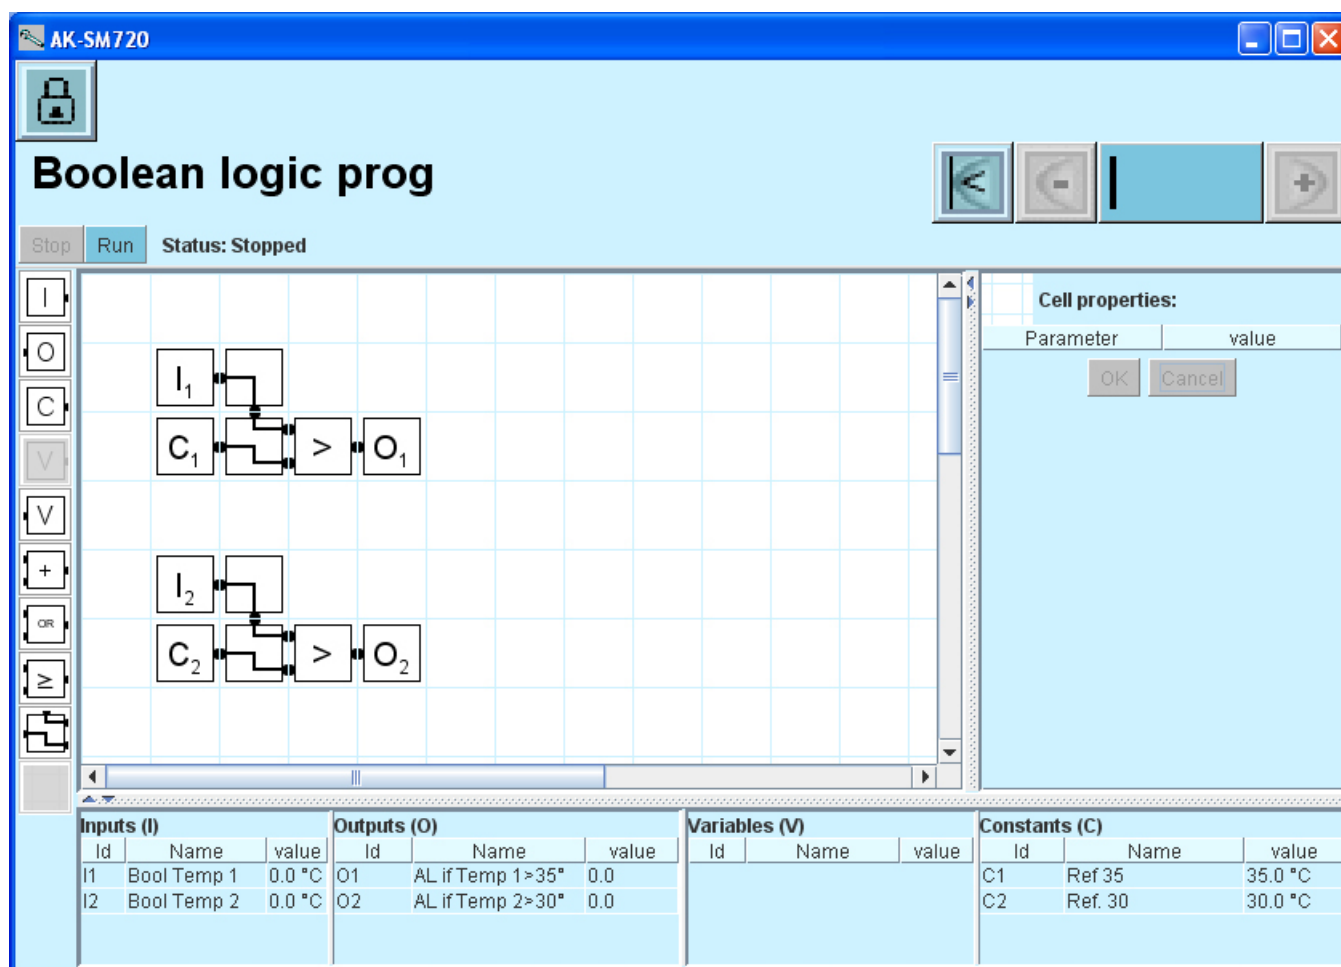 AK-SM720
Boolean logic prog
< - +
Stop Run Status: Stopped
I
O
C
V
V
+
OR
≥
I1
C1 > O1
I2
C2 > O2
Cell properties:
Parameter value
OK Cancel
Inputs (I) Outputs (O) Variables (V) Constants (C)
Id Name value Id Name value Id Name value Id Name value
I1 Bool Temp 1 0.0 °C O1 AL if Temp 1>35° 0.0 C1 Ref 35 35.0 °C
I2 Bool Temp 2 0.0 °C O2 AL if Temp 2>30° 0.0 C2 Ref. 30 30.0 °C